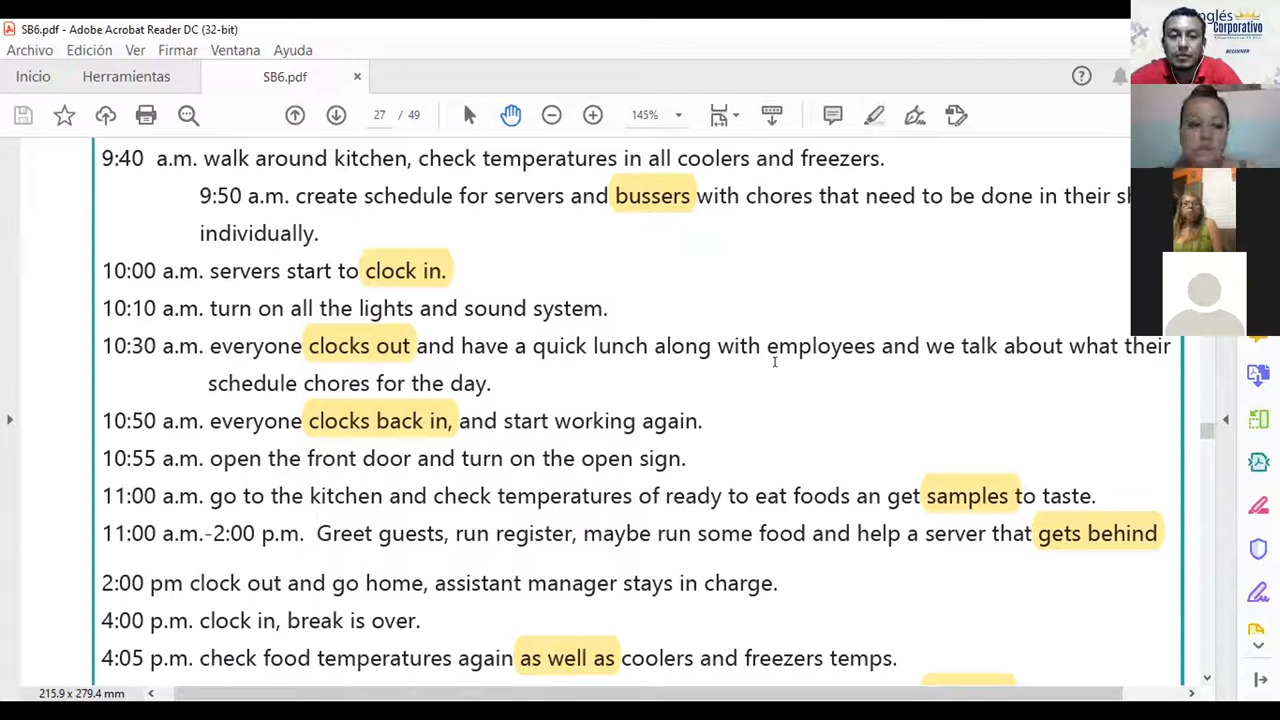 SB6.pdf - Adobe Acrobat Reader DC (32-bit)
Archivo Edición Ver Firmar Ventana Ayuda
Inicio Herramientas SB6.pdf ×
27 / 49 145%
9:40 a.m. walk around kitchen, check temperatures in all coolers and freezers.
9:50 a.m. create schedule for servers and bussers with chores that need to be done in their
individually.
10:00 a.m. servers start to clock in.
10:10 a.m. turn on all the lights and sound system.
10:30 a.m. everyone clocks out and have a quick lunch along with employees and we talk about what their
schedule chores for the day.
10:50 a.m. everyone clocks back in, and start working again.
10:55 a.m. open the front door and turn on the open sign.
11:00 a.m. go to the kitchen and check temperatures of ready to eat foods an get samples to taste.
11:00 a.m.-2:00 p.m. Greet guests, run register, maybe run some food and help a server that gets behind
2:00 pm clock out and go home, assistant manager stays in charge.
4:00 p.m. clock in, break is over.
4:05 p.m. check food temperatures again as well as coolers and freezers temps.
215.9 x 279.4 mm
Inglés
Corporativo
BEGINNER